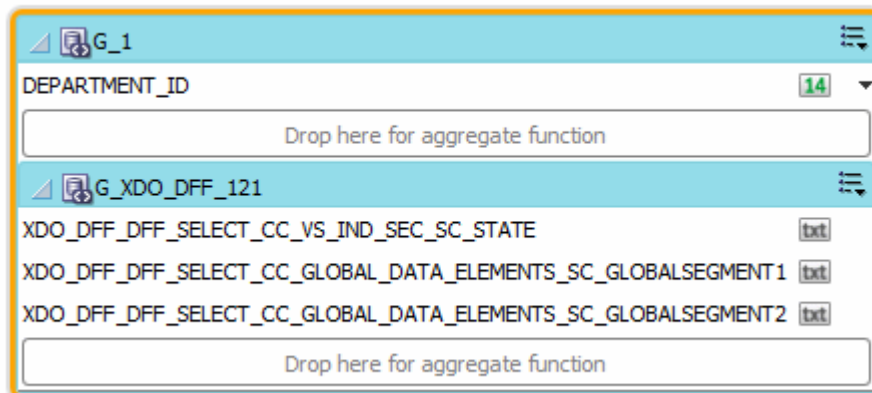 G_1
DEPARTMENT_ID 14
Drop here for aggregate function
G_XDO_DFF_121
XDO_DFF_DFF_SELECT_CC_VS_IND_SEC_SC_STATE txt
XDO_DFF_DFF_SELECT_CC_GLOBAL_DATA_ELEMENTS_SC_GLOBALSEGMENT1 txt
XDO_DFF_DFF_SELECT_CC_GLOBAL_DATA_ELEMENTS_SC_GLOBALSEGMENT2 txt
Drop here for aggregate function